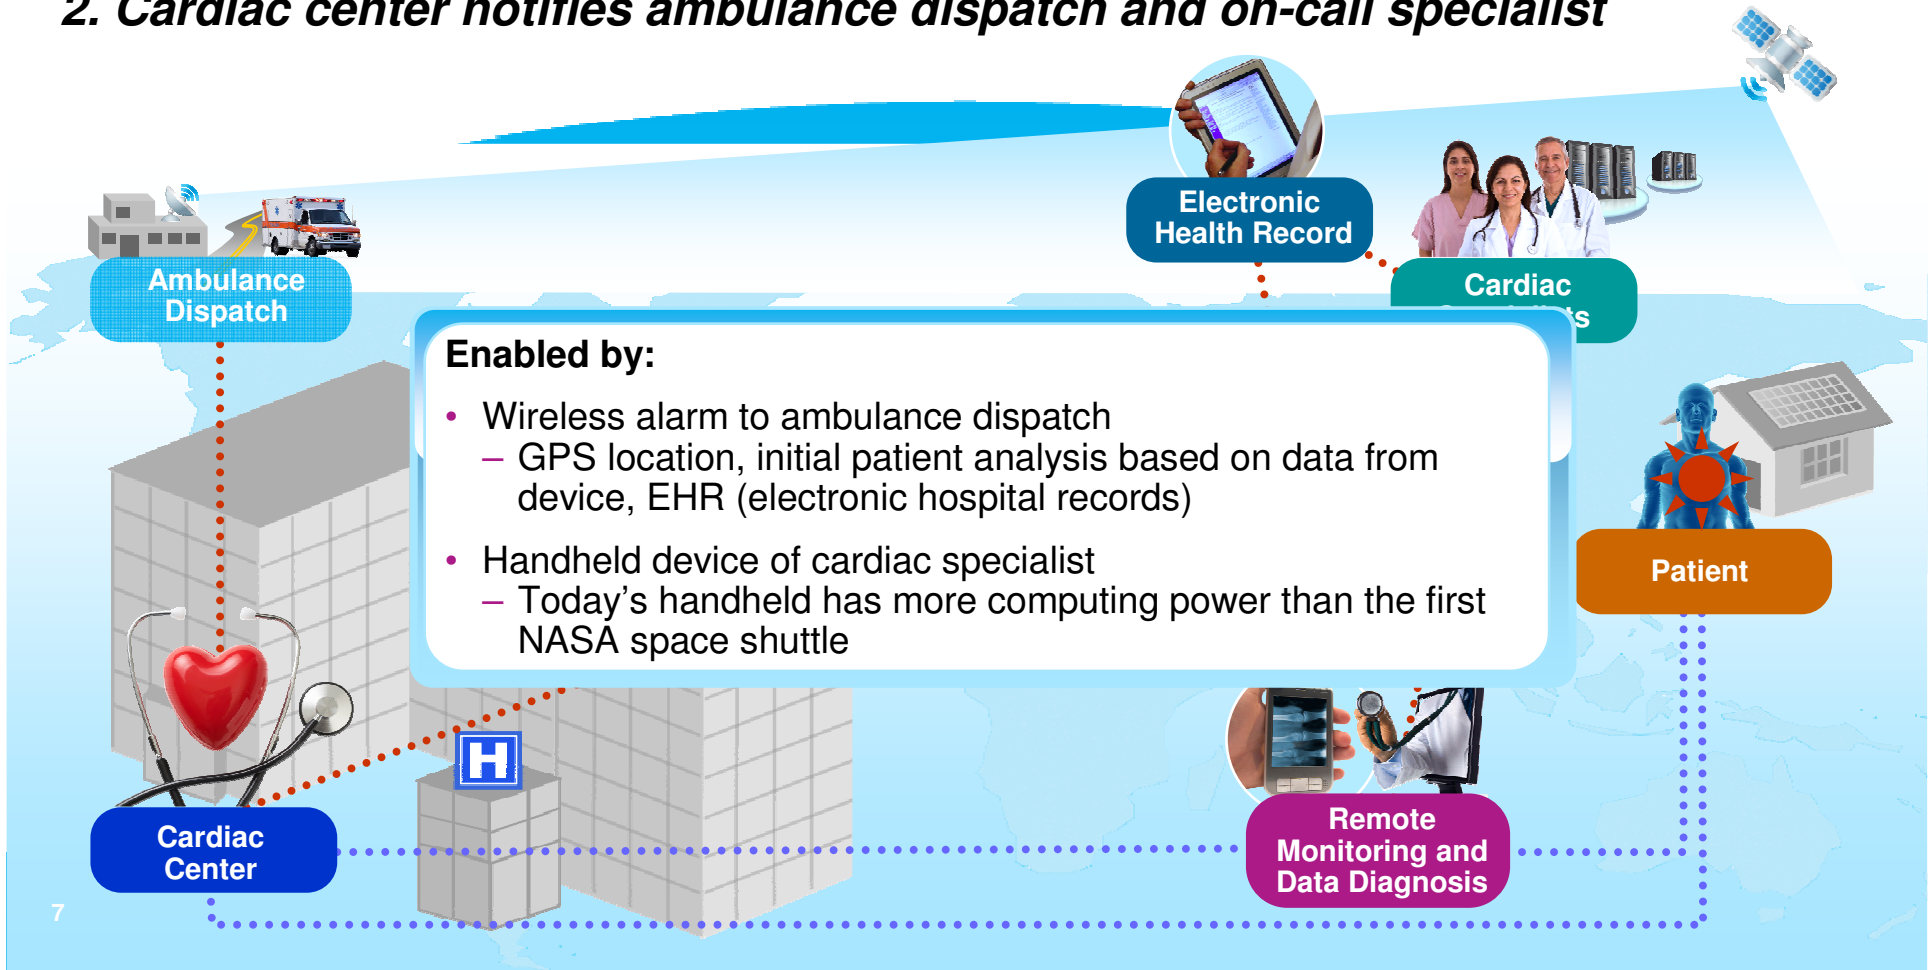 2. Cardiac center notifies ambulance dispatch and on-call specialist
Electronic
Health Record
Ambulance
Dispatch
Cardiac
Enabled by:
• Wireless alarm to ambulance dispatch
– GPS location, initial patient analysis based on data from
device, EHR (electronic hospital records)
• Handheld device of cardiac specialist
– Today’s handheld has more computing power than the first
NASA space shuttle
Patient
H
Cardiac
Center
Remote
Monitoring and
Data Diagnosis
7